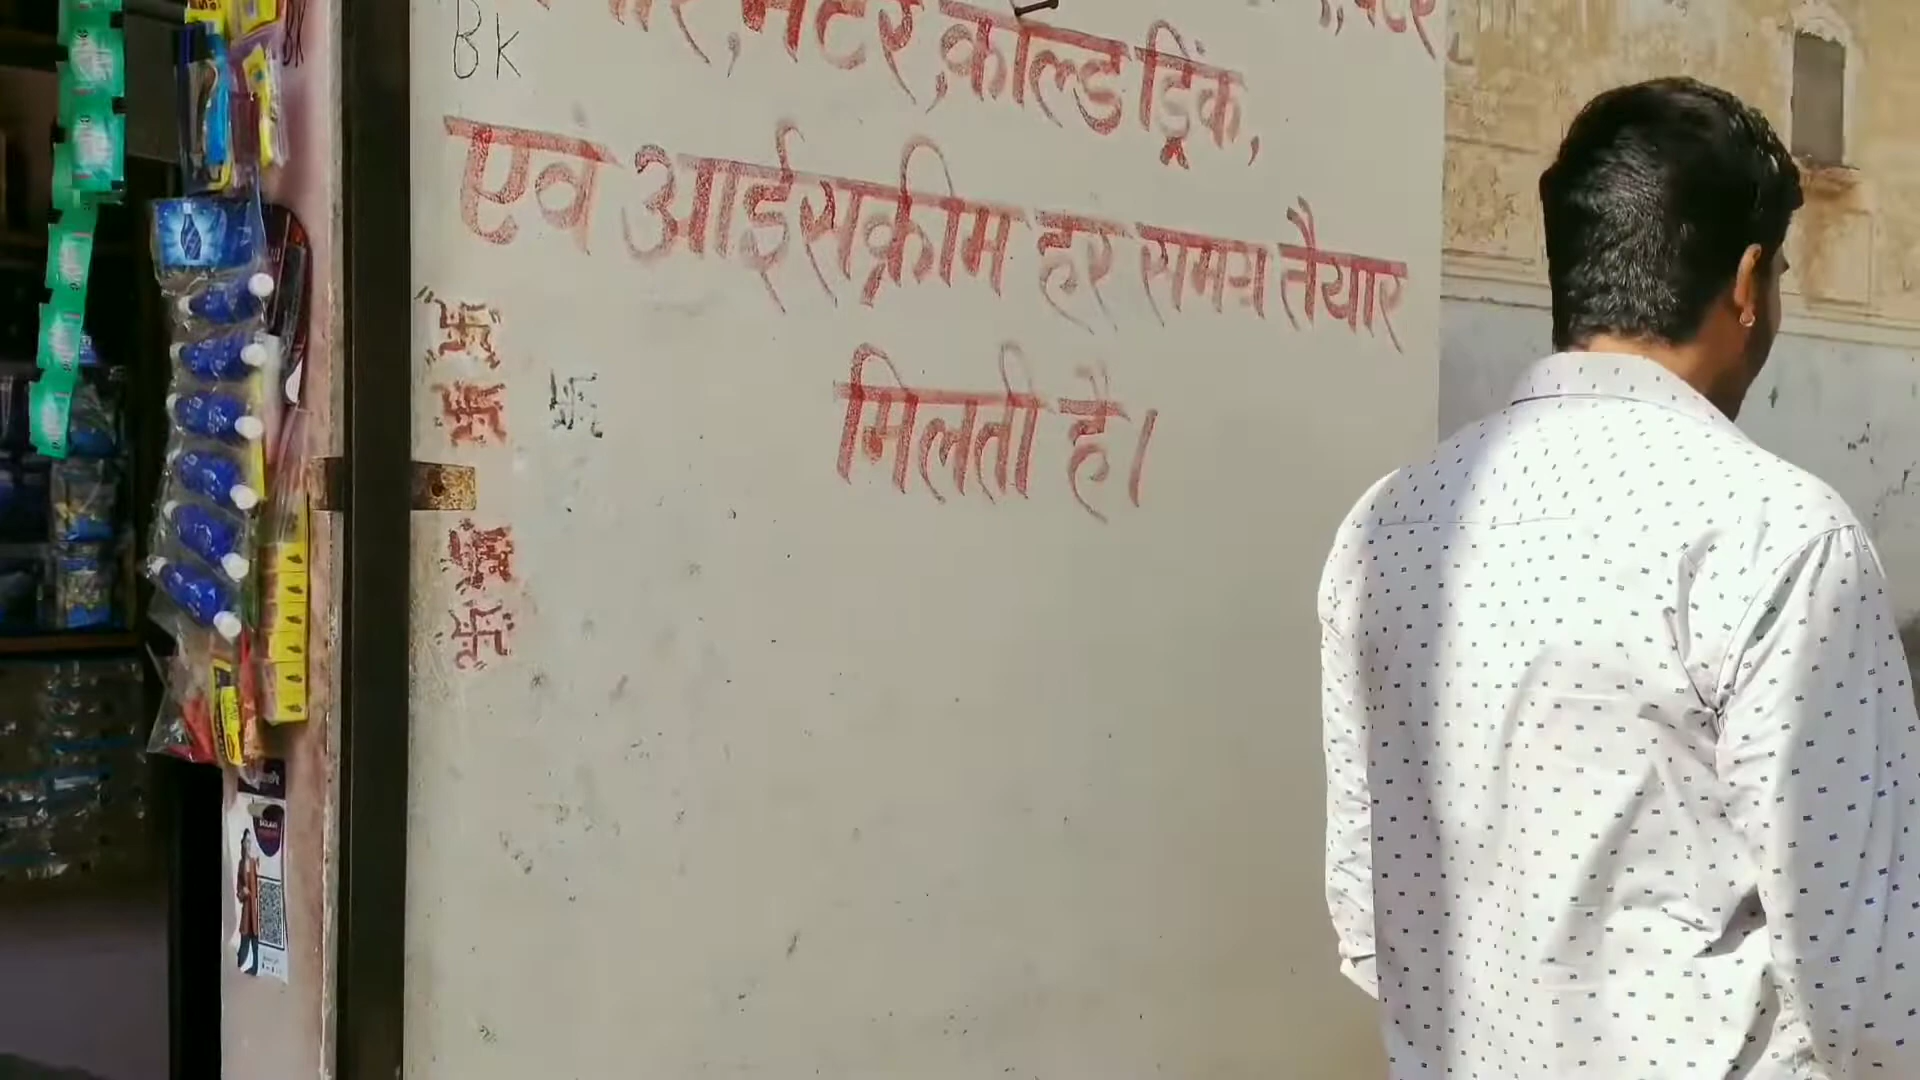 Bk
मटर, कोल्ड ड्रिंक,
एवं आईसक्रीम हर समय तैयार
मिलती है।